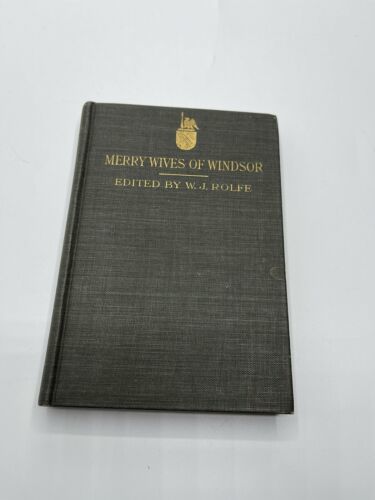 MERRY WIVES OF WINDSOR
EDITED BY W. J. ROLFE